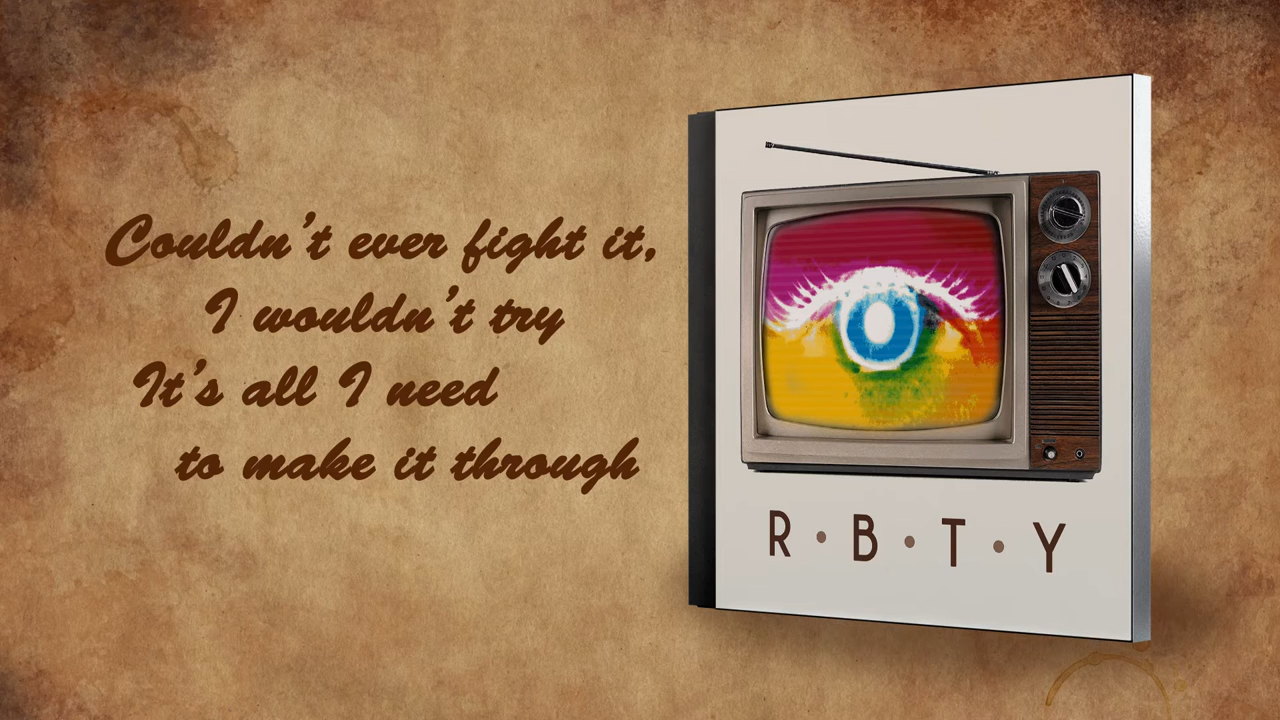 Couldn't ever fight it,
I wouldn't try
It's all I need
to make it through
R • B • T • Y